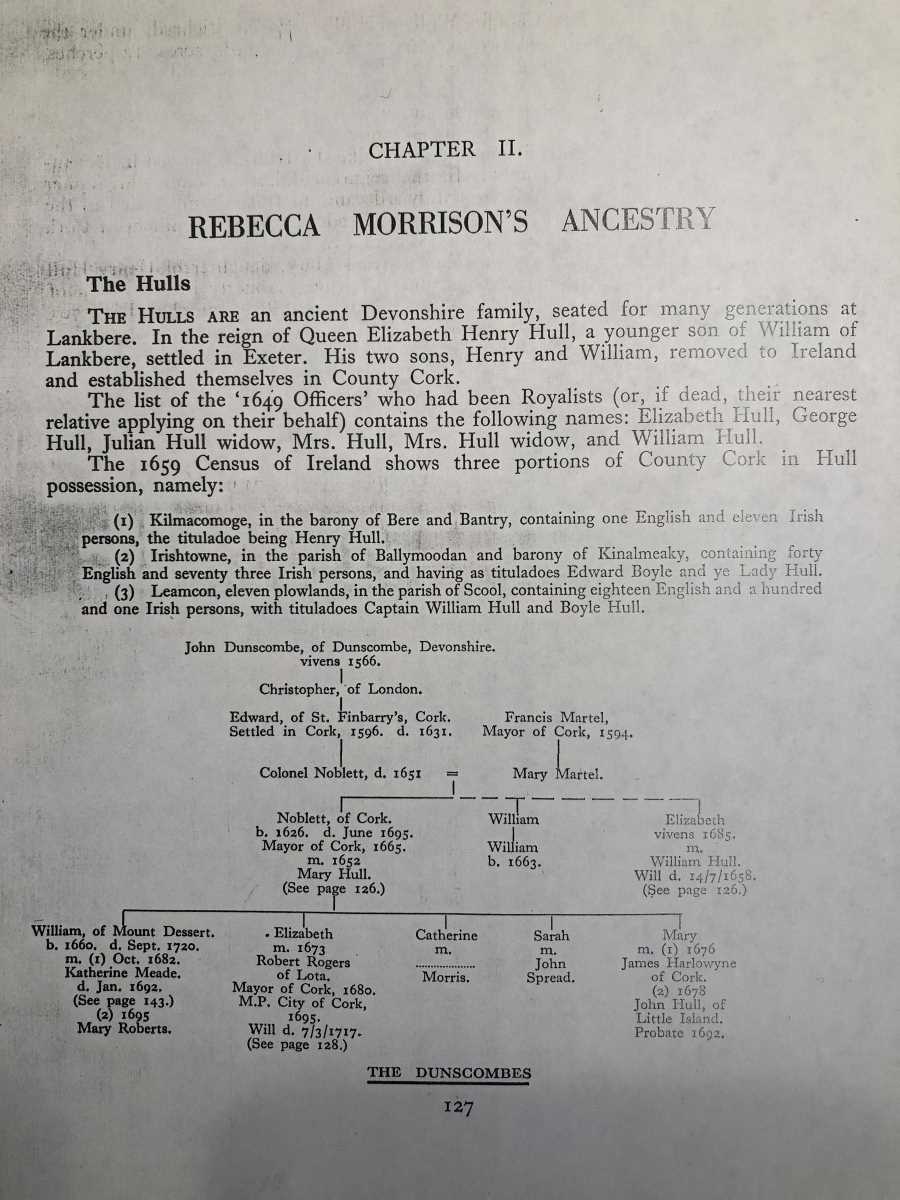 CHAPTER II.
REBECCA MORRISON'S ANCESTRY
The Hulls
THE HULLS ARE an ancient Devonshire family, seated for many generations at
Lankbere. In the reign of Queen Elizabeth Henry Hull, a younger son of William of
Lankbere, settled in Exeter. His two sons, Henry and William, removed to Ireland
and established themselves in County Cork.
The list of the '1649 Officers' who had been Royalists (or, if dead, their nearest
relative applying on their behalf) contains the following names: Elizabeth Hull, George
Hull, Julian Hull widow, Mrs. Hull, Mrs. Hull widow, and William Hull.
The 1659 Census of Ireland shows three portions of County Cork in Hull
possession, namely:
(1) Kilmacomoge, in the barony of Bere and Bantry, containing one English and eleven Irish
persons, the tituladoe being Henry Hull.
(2) Irishtowne, in the parish of Ballymoodan and barony of Kinalmeaky, containing forty
English and seventy three Irish persons, and having as tituladoes Edward Boyle and ye Lady Hull.
(3) Leamcon, eleven plowlands, in the parish of Scool, containing eighteen English and a hundred
and one Irish persons, with tituladoes Captain William Hull and Boyle Hull.
John Dunscombe, of Dunscombe, Devonshire.
vivens 1566.
Christopher, of London.
Edward, of St. Finbarry's, Cork.
Settled in Cork, 1596. d. 1631.
Francis Martel,
Mayor of Cork, 1594.
Colonel Noblett, d. 1651 = Mary Martel.
Noblett, of Cork.
b. 1626. d. June 1695.
Mayor of Cork, 1665.
m. 1652
Mary Hull.
(See page 126.)
William
William
b. 1663.
Elizabeth
vivens 1685.
m.
William Hull.
Will d. 14/7/1658.
(See page 126.)
William, of Mount Dessert.
b. 1660. d. Sept. 1720.
m. (1) Oct. 1682.
Katherine Meade.
d. Jan. 1692.
(See page 143.)
(2) 1695
Mary Roberts.
Elizabeth
m. 1673
Robert Rogers
of Lota.
Mayor of Cork, 1680.
M.P. City of Cork,
1695.
Will d. 7/3/1717.
(See page 128.)
Catherine
m.
....................
Morris.
Sarah
m.
John
Spread.
Mary
m. (1) 1676
James Harlowyne
of Cork.
(2) 1678
John Hull, of
Little Island.
Probate 1692.
THE DUNSCOMBES
127